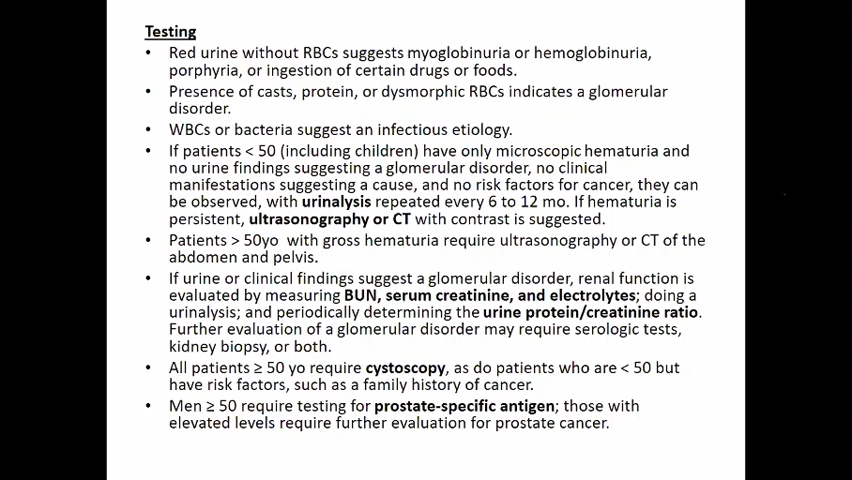 Testing
• Red urine without RBCs suggests myoglobinuria or hemoglobinuria,
porphyria, or ingestion of certain drugs or foods.
• Presence of casts, protein, or dysmorphic RBCs indicates a glomerular
disorder.
• WBCs or bacteria suggest an infectious etiology.
• If patients < 50 (including children) have only microscopic hematuria and
no urine findings suggesting a glomerular disorder, no clinical
manifestations suggesting a cause, and no risk factors for cancer, they can
be observed, with urinalysis repeated every 6 to 12 mo. If hematuria is
persistent, ultrasonography or CT with contrast is suggested.
• Patients > 50yo with gross hematuria require ultrasonography or CT of the
abdomen and pelvis.
• If urine or clinical findings suggest a glomerular disorder, renal function is
evaluated by measuring BUN, serum creatinine, and electrolytes; doing a
urinalysis; and periodically determining the urine protein/creatinine ratio.
Further evaluation of a glomerular disorder may require serologic tests,
kidney biopsy, or both.
• All patients ≥ 50 yo require cystoscopy, as do patients who are < 50 but
have risk factors, such as a family history of cancer.
• Men ≥ 50 require testing for prostate-specific antigen; those with
elevated levels require further evaluation for prostate cancer.